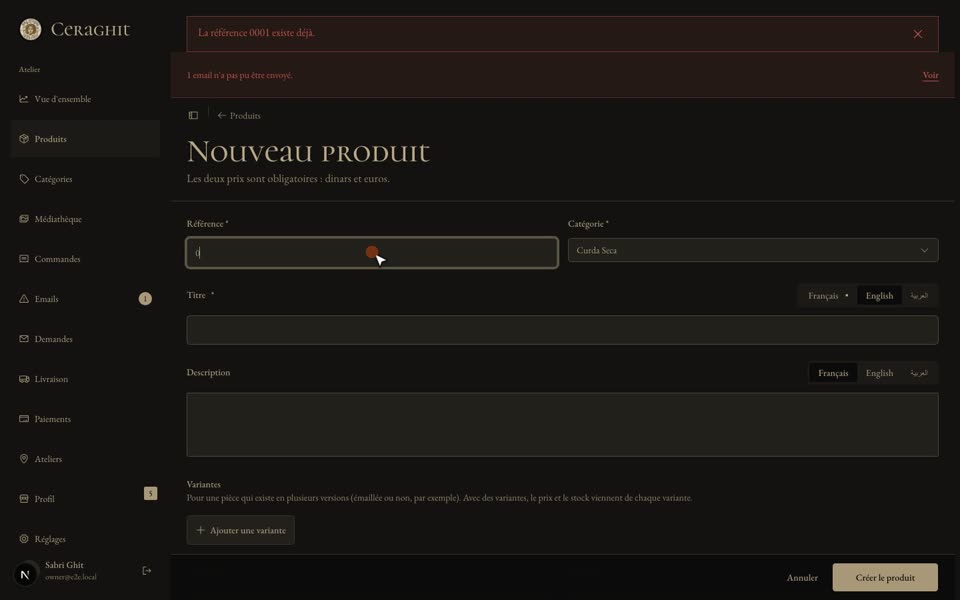 Ceraghit
La référence 0001 existe déjà.
1 email n'a pas pu être envoyé.
Voir
Atelier
Vue d'ensemble
Produits
Catégories
Médiathèque
Commandes
Emails
1
Demandes
Livraison
Paiements
Ateliers
Profil
5
Réglages
N
Sabri Ghit
owner@e2e.local
Produits
Nouveau produit
Les deux prix sont obligatoires : dinars et euros.
Référence *
Catégorie *
0
Curda Seca
Titre *
Français • English العربية
Description
Français English العربية
Variantes
Pour une pièce qui existe en plusieurs versions (émaillée ou non, par exemple). Avec des variantes, le prix et le stock viennent de chaque variante.
Ajouter une variante
Annuler
Créer le produit